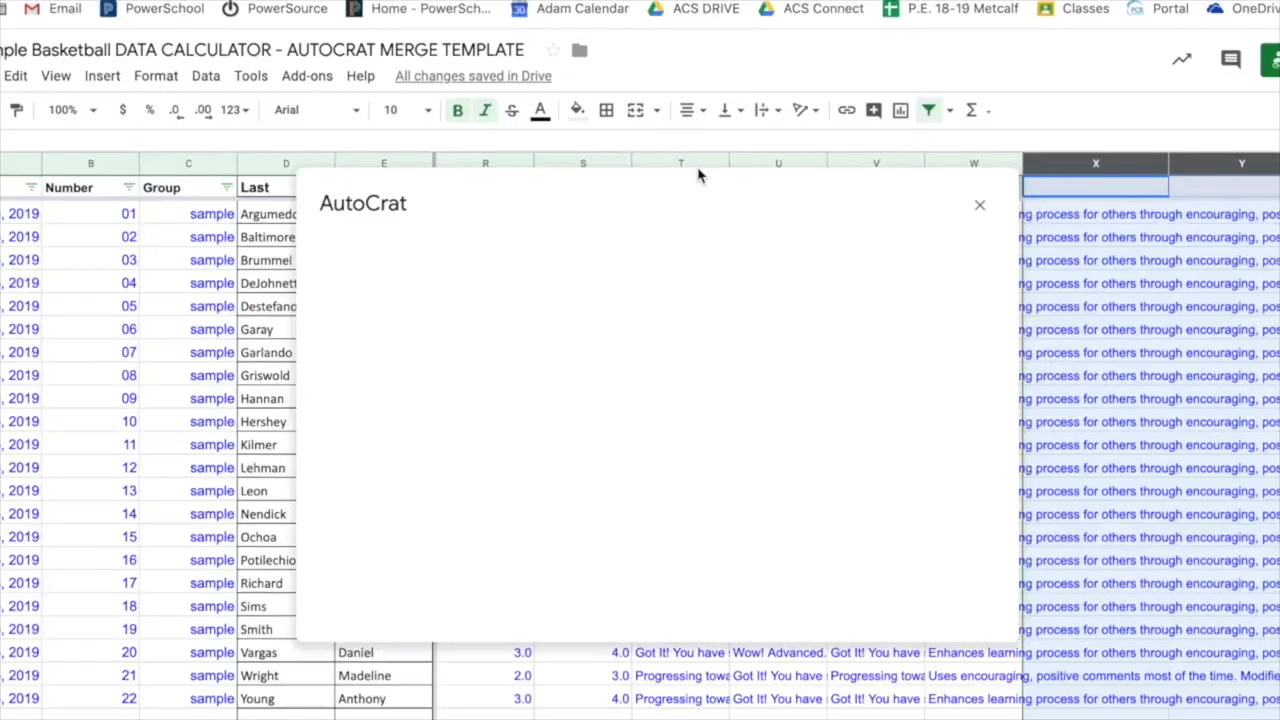 Email PowerSchool PowerSource Home - PowerSch... 30 Adam Calendar ACS DRIVE ACS Connect P.E. 18-19 Metcalf Classes Portal OneDriv
ple Basketball DATA CALCULATOR - AUTOCRAT MERGE TEMPLATE
Edit View Insert Format Data Tools Add-ons Help All changes saved in Drive
100% $ % .0 .00 123 Arial 10 B I S A Σ
B C D E R S T U V W X Y
Number Group Last
AutoCrat
, 2019 01 sample Argumedo ng process for others through encouraging, pos
, 2019 02 sample Baltimore ng process for others through encouraging, pos
, 2019 03 sample Brummel ng process for others through encouraging, pos
, 2019 04 sample DeJohnett ng process for others through encouraging, pos
, 2019 05 sample Destefano ng process for others through encouraging, pos
, 2019 06 sample Garay ng process for others through encouraging, pos
, 2019 07 sample Garlando ng process for others through encouraging, pos
, 2019 08 sample Griswold ng process for others through encouraging, pos
, 2019 09 sample Hannan ng process for others through encouraging, pos
, 2019 10 sample Hershey ng process for others through encouraging, pos
, 2019 11 sample Kilmer ng process for others through encouraging, pos
, 2019 12 sample Lehman ng process for others through encouraging, pos
, 2019 13 sample Leon ng process for others through encouraging, pos
, 2019 14 sample Nendick ng process for others through encouraging, pos
, 2019 15 sample Ochoa ng process for others through encouraging, pos
, 2019 16 sample Potilechio ng process for others through encouraging, pos
, 2019 17 sample Richard ng process for others through encouraging, pos
, 2019 18 sample Sims ng process for others through encouraging, pos
, 2019 19 sample Smith ng process for others through encouraging, pos
, 2019 20 sample Vargas Daniel 3.0 4.0 Got It! You have Wow! Advanced. Got It! You have Enhances learning process for others through encouraging, pos
, 2019 21 sample Wright Madeline 2.0 3.0 Progressing towa Got It! You have Progressing towa Uses encouraging, positive comments most of the time. Modifie
, 2019 22 sample Young Anthony 3.0 4.0 Progressing towa Got It! You have Got It! You have Enhances learning process for others through encouraging, pos